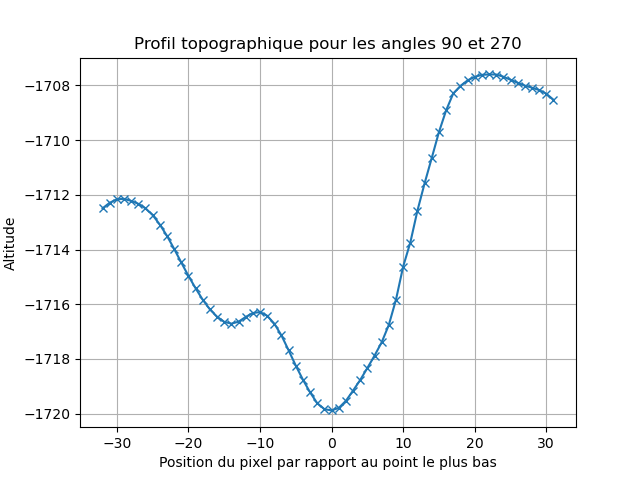 Profil topographique pour les angles 90 et 270
Altitude
−1708
−1710
−1712
−1714
−1716
−1718
−1720
−30 −20 −10 0 10 20 30
Position du pixel par rapport au point le plus bas